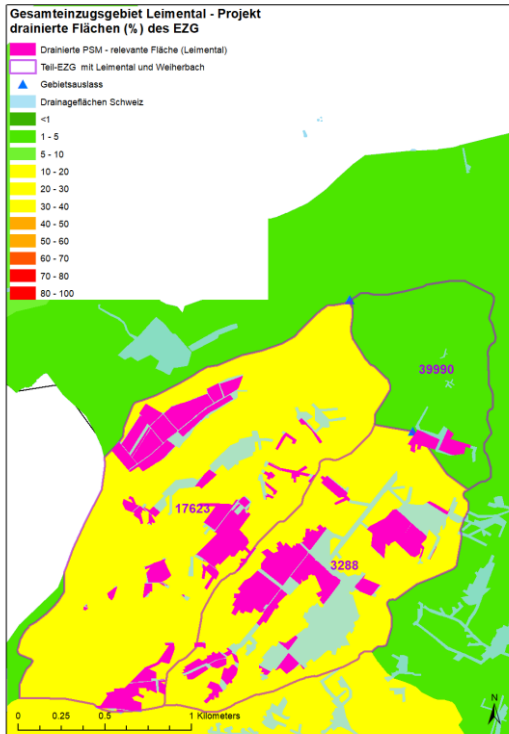 Gesamteinzugsgebiet Leimental - Projekt
drainierte Flächen (%) des EZG
Drainierte PSM - relevante Fläche (Leimental)
Teil-EZG mit Leimental und Weiherbach
Gebietsauslass
Drainageflächen Schweiz
<1
1 - 5
5 - 10
10 - 20
20 - 30
30 - 40
40 - 50
50 - 60
60 - 70
70 - 80
80 - 100
39990
17623
3288
N
0 0.25 0.5 1 Kilometers